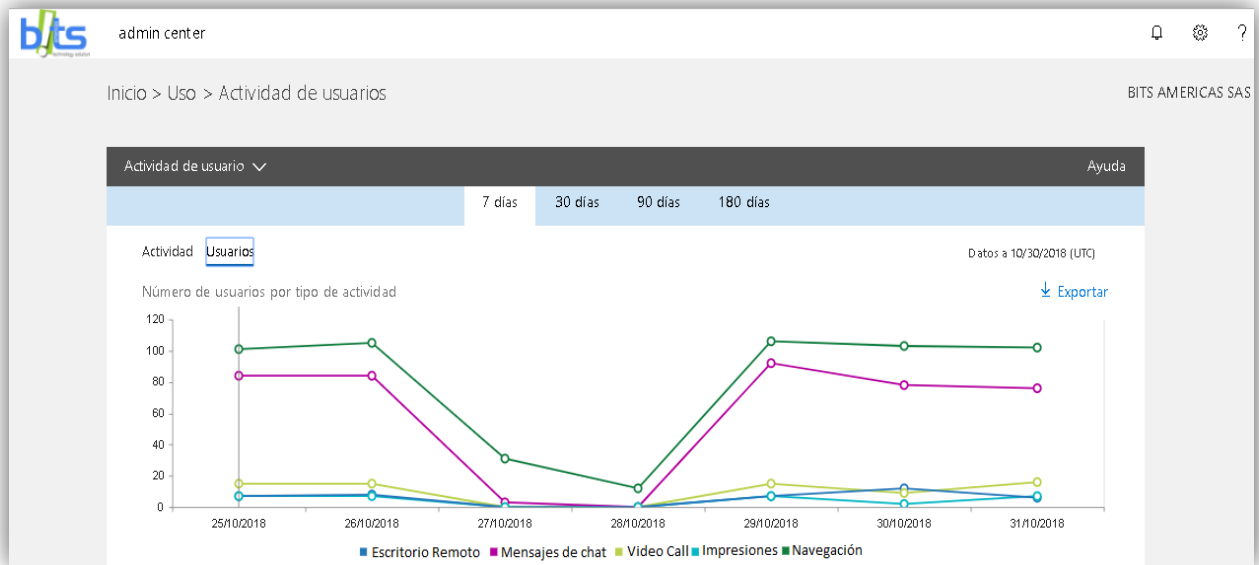 b!ts
technology solution
admin center
?
Inicio > Uso > Actividad de usuarios
BITS AMERICAS SAS
Actividad de usuario
Ayuda
7 días 30 días 90 días 180 días
Actividad Usuarios
Datos a 10/30/2018 (UTC)
Número de usuarios por tipo de actividad
Exportar
120
100
80
60
40
20
0
25/10/2018 26/10/2018 27/10/2018 28/10/2018 29/10/2018 30/10/2018 31/10/2018
Escritorio Remoto Mensajes de chat Video Call Impresiones Navegación